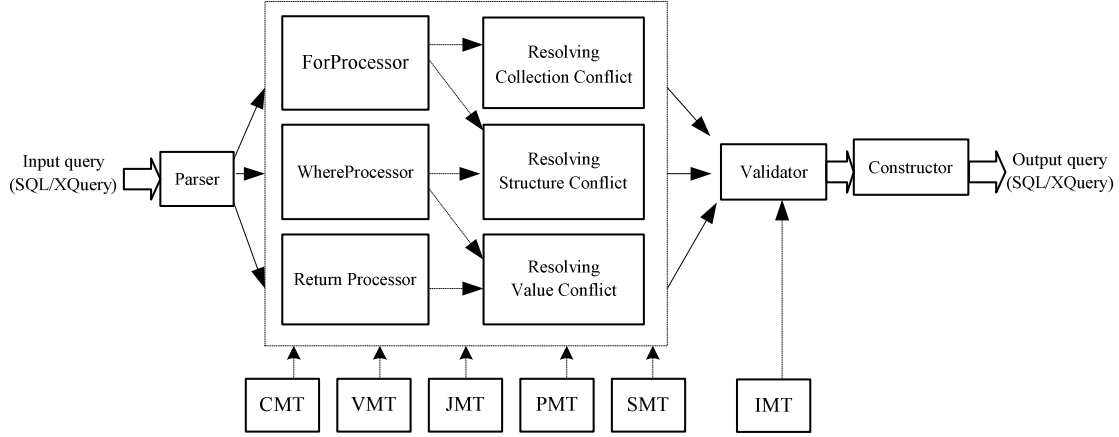 Input query
(SQL/XQuery)
Parser
ForProcessor
WhereProcessor
Return Processor
Resolving
Collection Conflict
Resolving
Structure Conflict
Resolving
Value Conflict
Validator
Constructor
Output query
(SQL/XQuery)
CMT
VMT
JMT
PMT
SMT
IMT